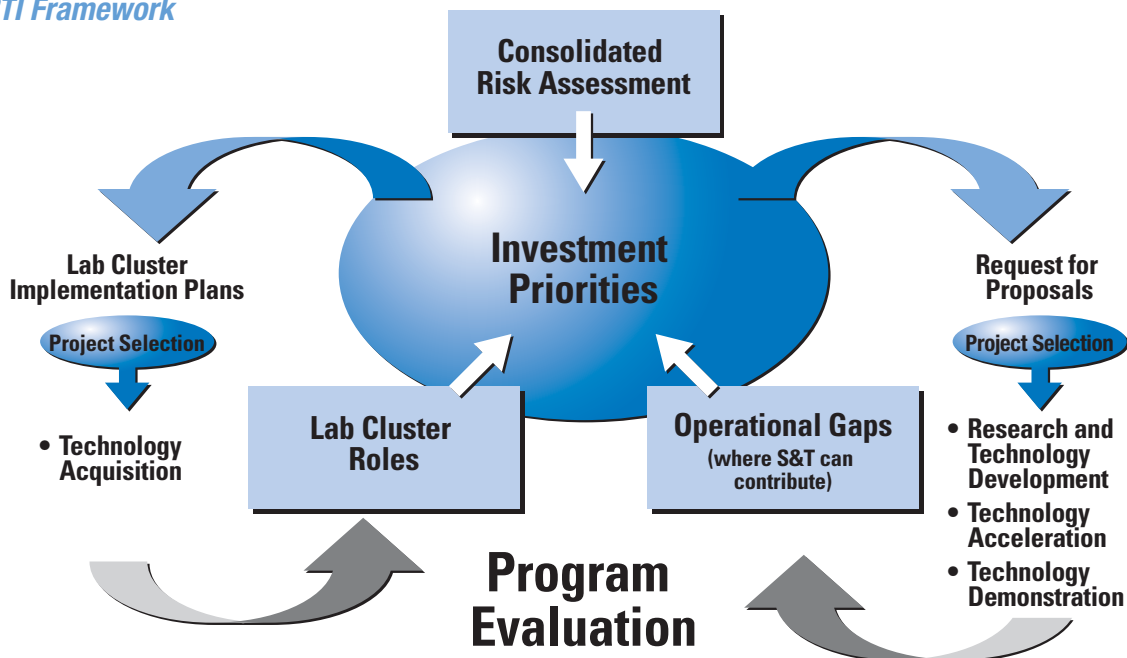 TI Framework
Consolidated
Risk Assessment
Investment
Priorities
Lab Cluster
Implementation Plans
Project Selection
• Technology
Acquisition
Lab Cluster
Roles
Operational Gaps
(where S&T can
contribute)
Request for
Proposals
Project Selection
• Research and
Technology
Development
• Technology
Acceleration
• Technology
Demonstration
Program
Evaluation